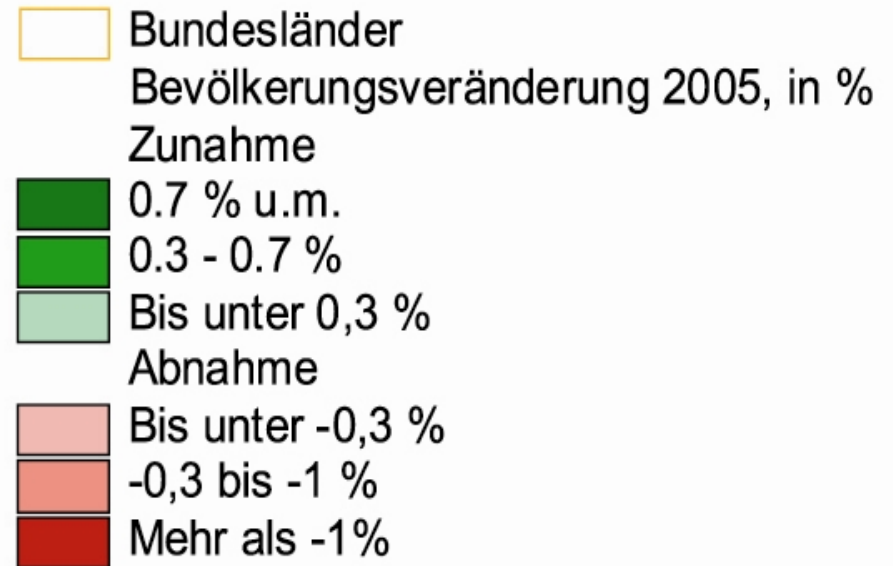 Bundesländer
Bevölkerungsveränderung 2005, in %
Zunahme
0.7 % u.m.
0.3 - 0.7 %
Bis unter 0,3 %
Abnahme
Bis unter -0,3 %
-0,3 bis -1 %
Mehr als -1%